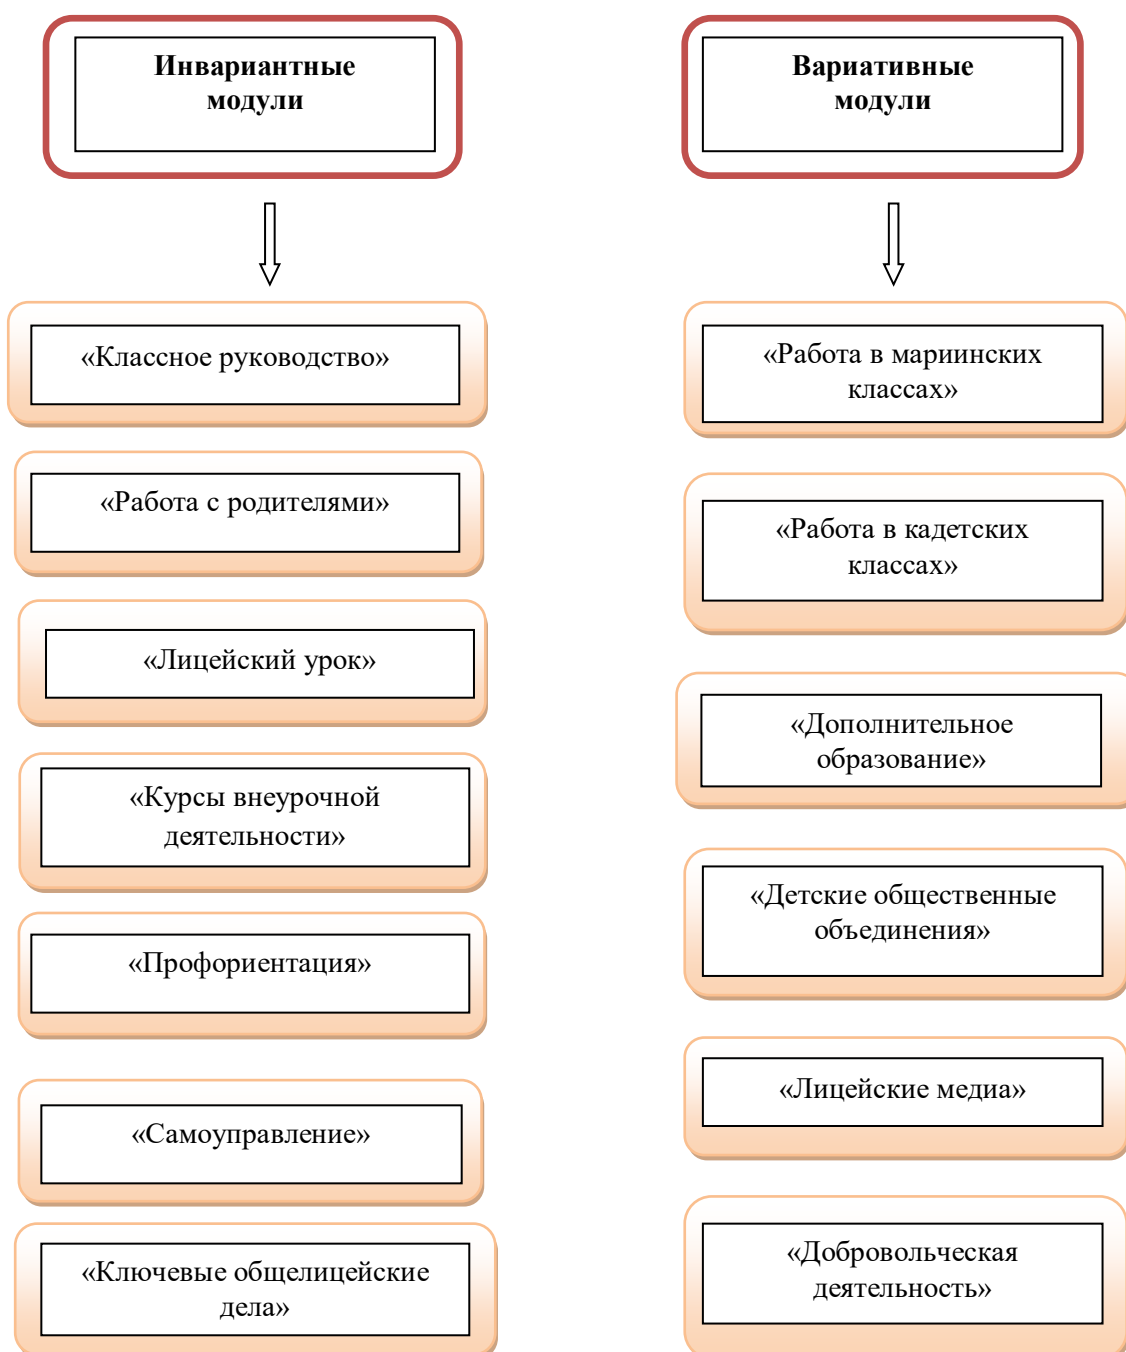 Инвариантные
модули
«Классное руководство»
«Работа с родителями»
«Лицейский урок»
«Курсы внеурочной
деятельности»
«Профориентация»
«Самоуправление»
«Ключевые общелицейские
дела»
Вариативные
модули
«Работа в мариинских
классах»
«Работа в кадетских
классах»
«Дополнительное
образование»
«Детские общественные
объединения»
«Лицейские медиа»
«Добровольческая
деятельность»